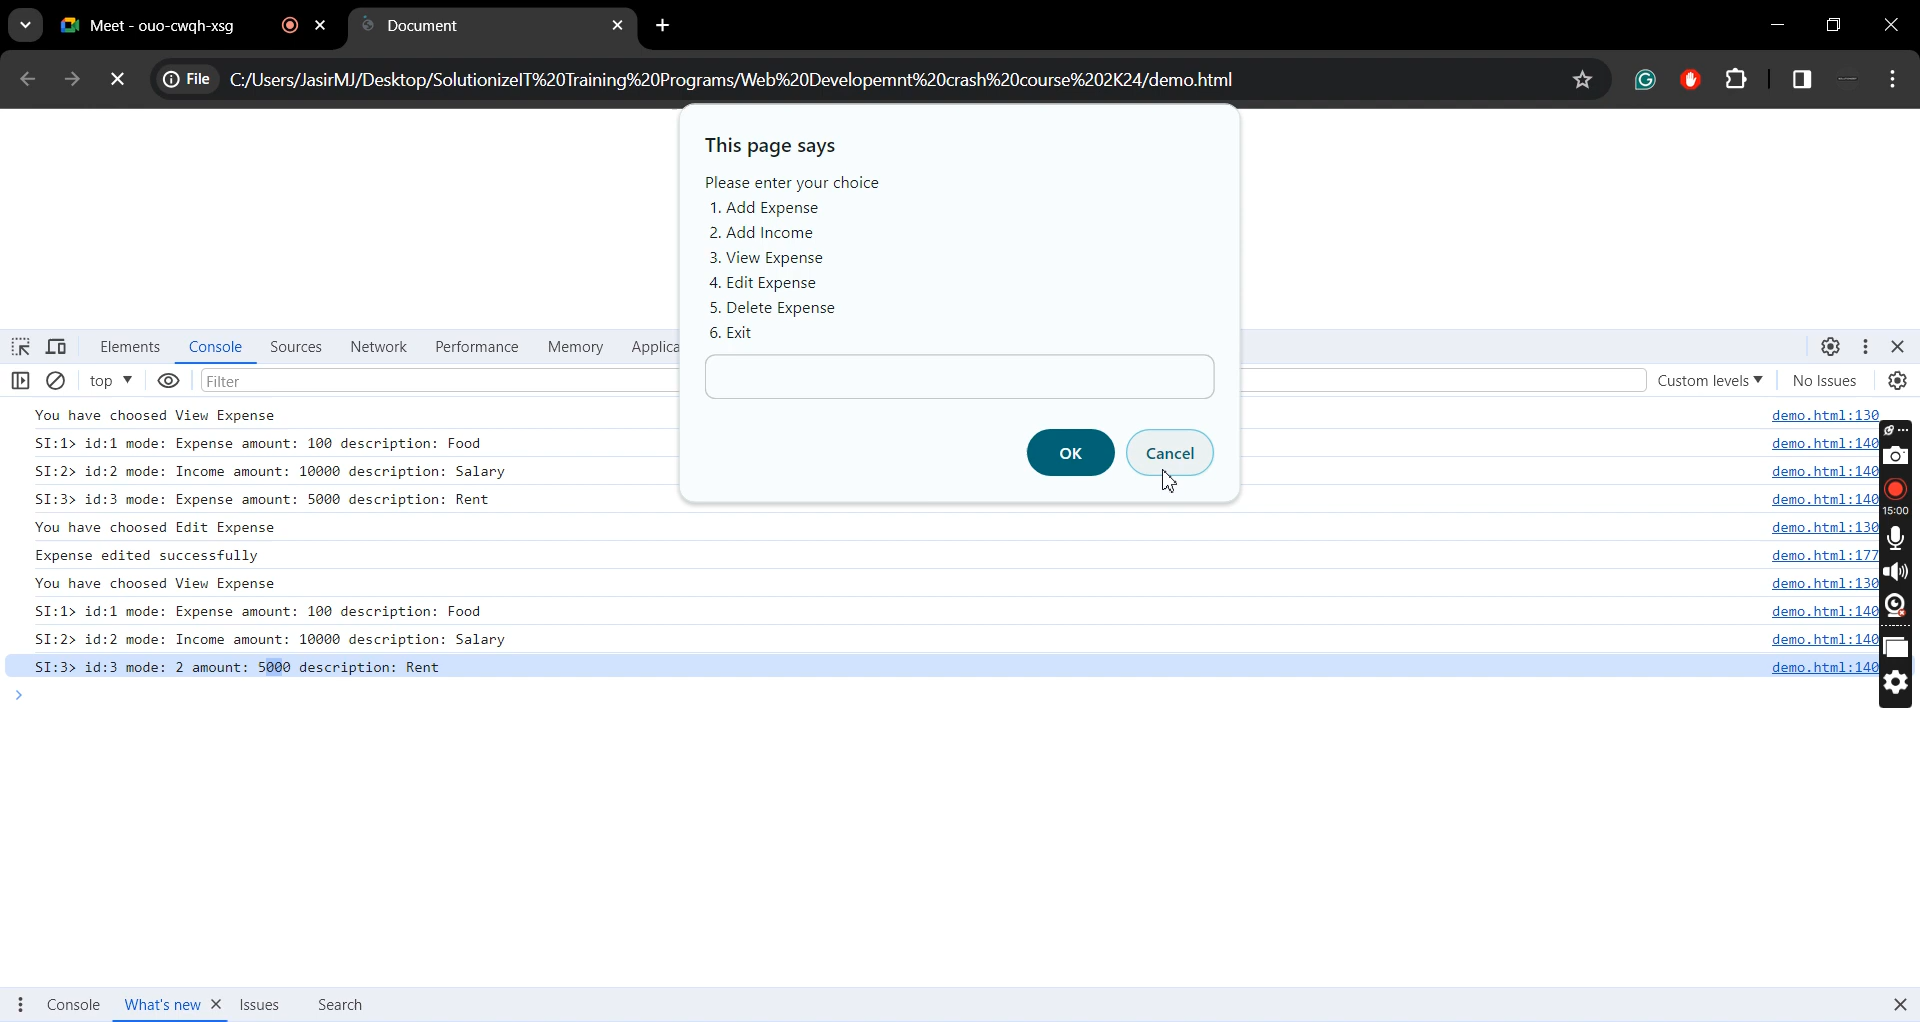 Meet - ouo-cwqh-xsg
Document
File
C:/Users/JasirMJ/Desktop/SolutionizeIT%20Training%20Programs/Web%20Developemnt%20crash%20course%202K24/demo.html
This page says
Please enter your choice
1. Add Expense
2. Add Income
3. View Expense
4. Edit Expense
5. Delete Expense
6. Exit
OK
Cancel
Elements
Console
Sources
Network
Performance
Memory
Applica
top
Filter
Custom levels
No Issues
You have choosed View Expense demo.html:130
SI:1> id:1 mode: Expense amount: 100 description: Food demo.html:140
SI:2> id:2 mode: Income amount: 10000 description: Salary demo.html:140
SI:3> id:3 mode: Expense amount: 5000 description: Rent demo.html:140
You have choosed Edit Expense demo.html:130
Expense edited successfully demo.html:177
You have choosed View Expense demo.html:130
SI:1> id:1 mode: Expense amount: 100 description: Food demo.html:140
SI:2> id:2 mode: Income amount: 10000 description: Salary demo.html:140
SI:3> id:3 mode: 2 amount: 5000 description: Rent demo.html:140
15:00
Console
What's new
Issues
Search